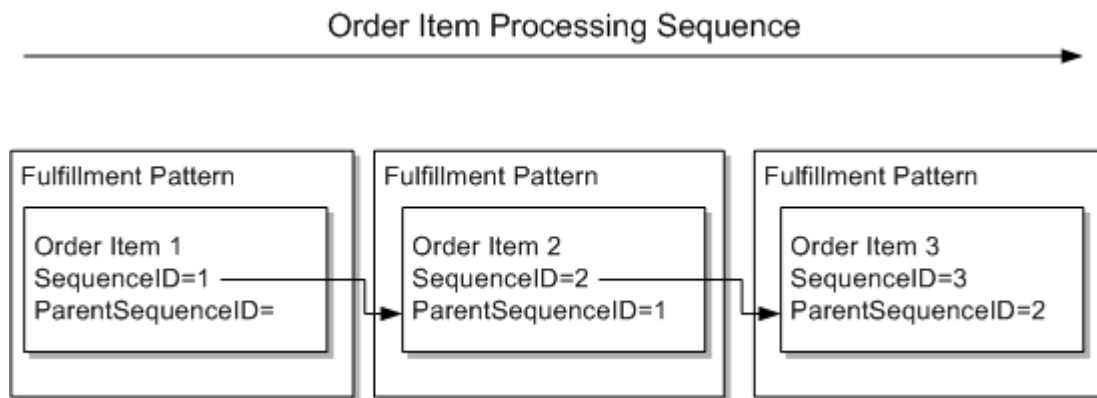 Order Item Processing Sequence
Fulfillment Pattern
Order Item 1
SequenceID=1
ParentSequenceID=
Fulfillment Pattern
Order Item 2
SequenceID=2
ParentSequenceID=1
Fulfillment Pattern
Order Item 3
SequenceID=3
ParentSequenceID=2